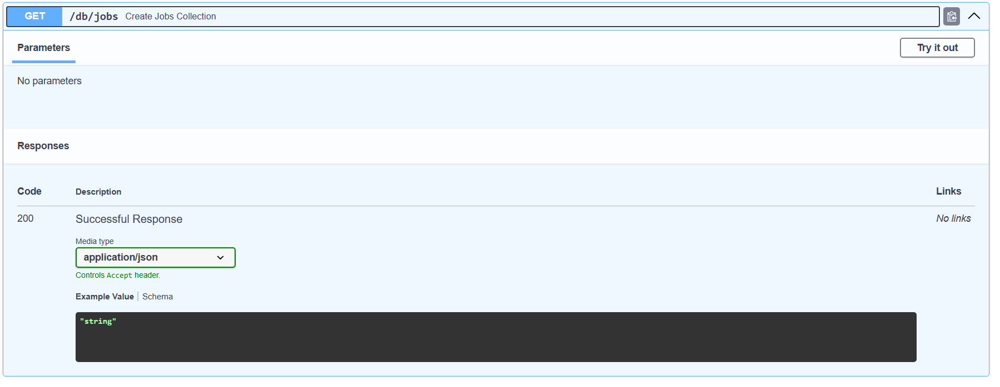 GET /db/jobs Create Jobs Collection
Parameters Try it out
No parameters
Responses
Code Description Links
200 Successful Response No links
Media type
application/json
Controls Accept header.
Example Value | Schema
"string"